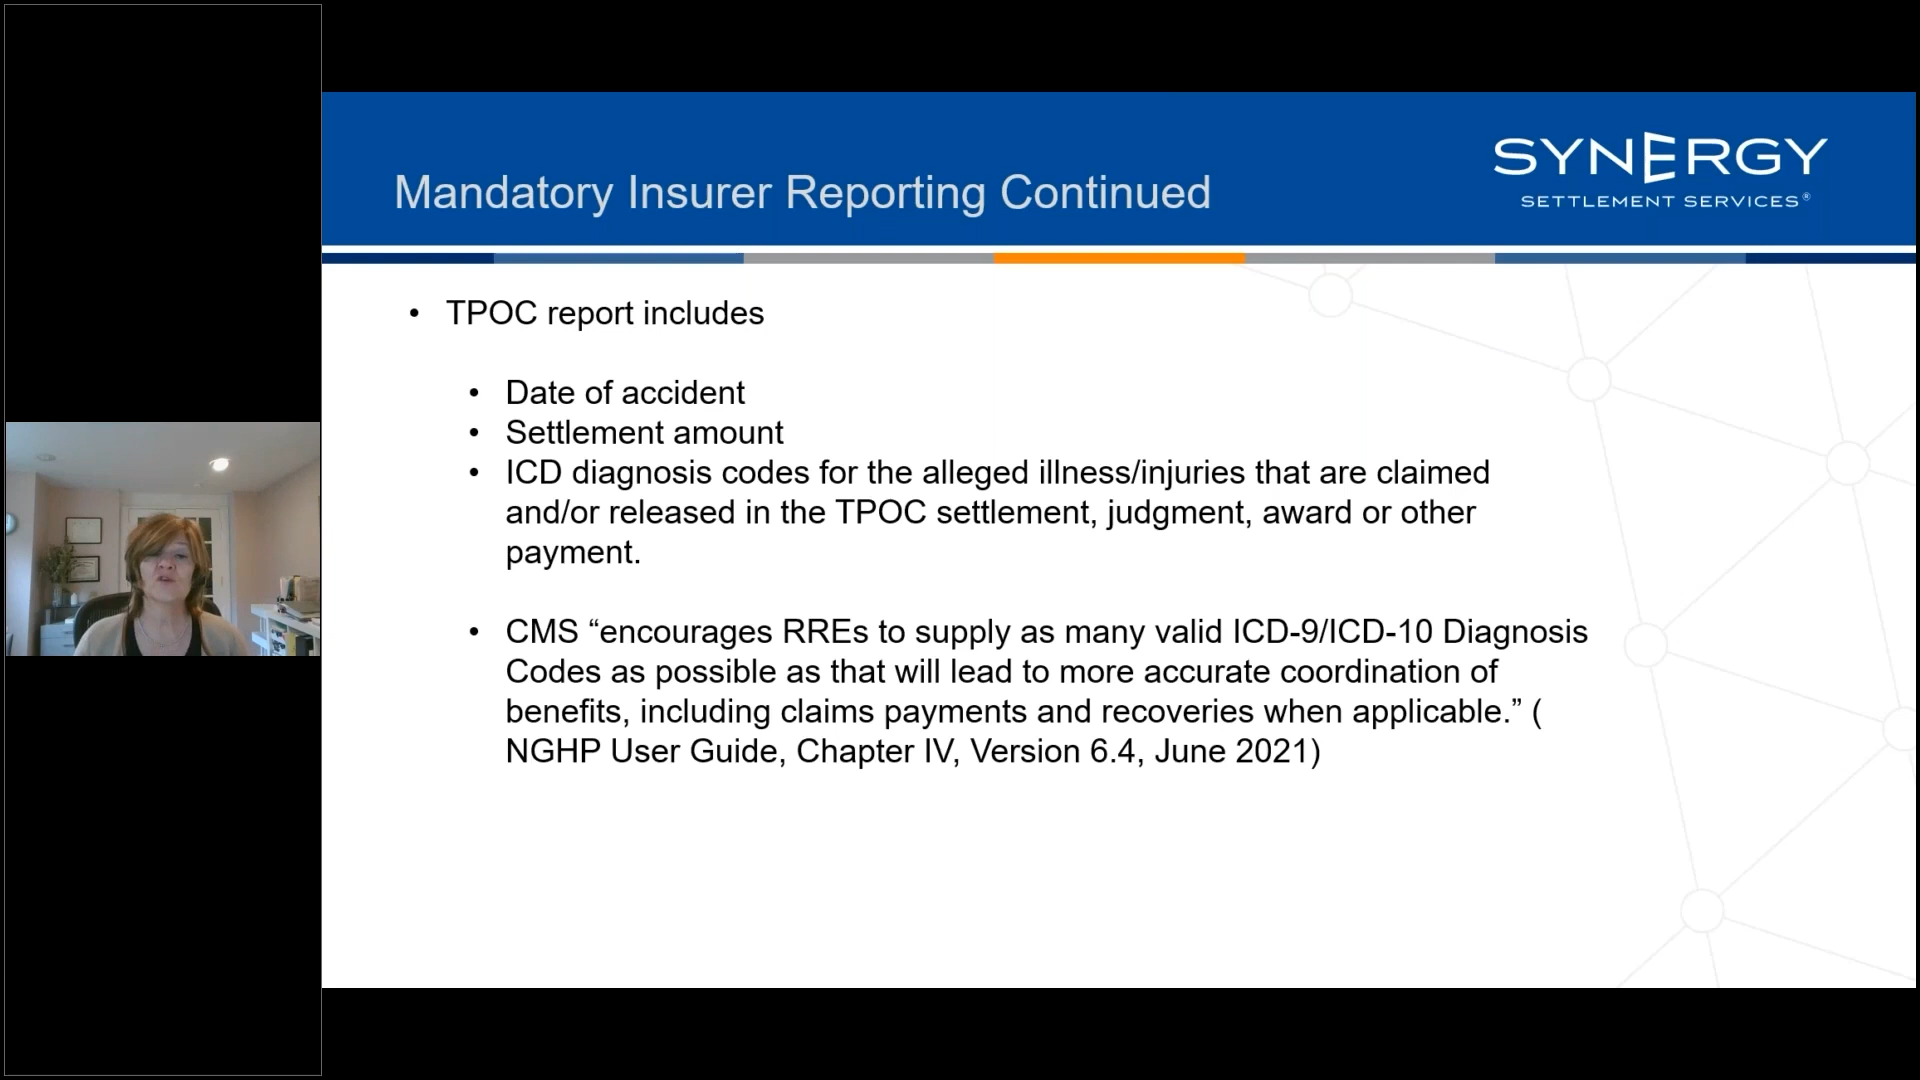 SYNERGY
SETTLEMENT SERVICES®
Mandatory Insurer Reporting Continued
• TPOC report includes
• Date of accident
• Settlement amount
• ICD diagnosis codes for the alleged illness/injuries that are claimed
and/or released in the TPOC settlement, judgment, award or other
payment.
• CMS “encourages RREs to supply as many valid ICD-9/ICD-10 Diagnosis
Codes as possible as that will lead to more accurate coordination of
benefits, including claims payments and recoveries when applicable.” (
NGHP User Guide, Chapter IV, Version 6.4, June 2021)